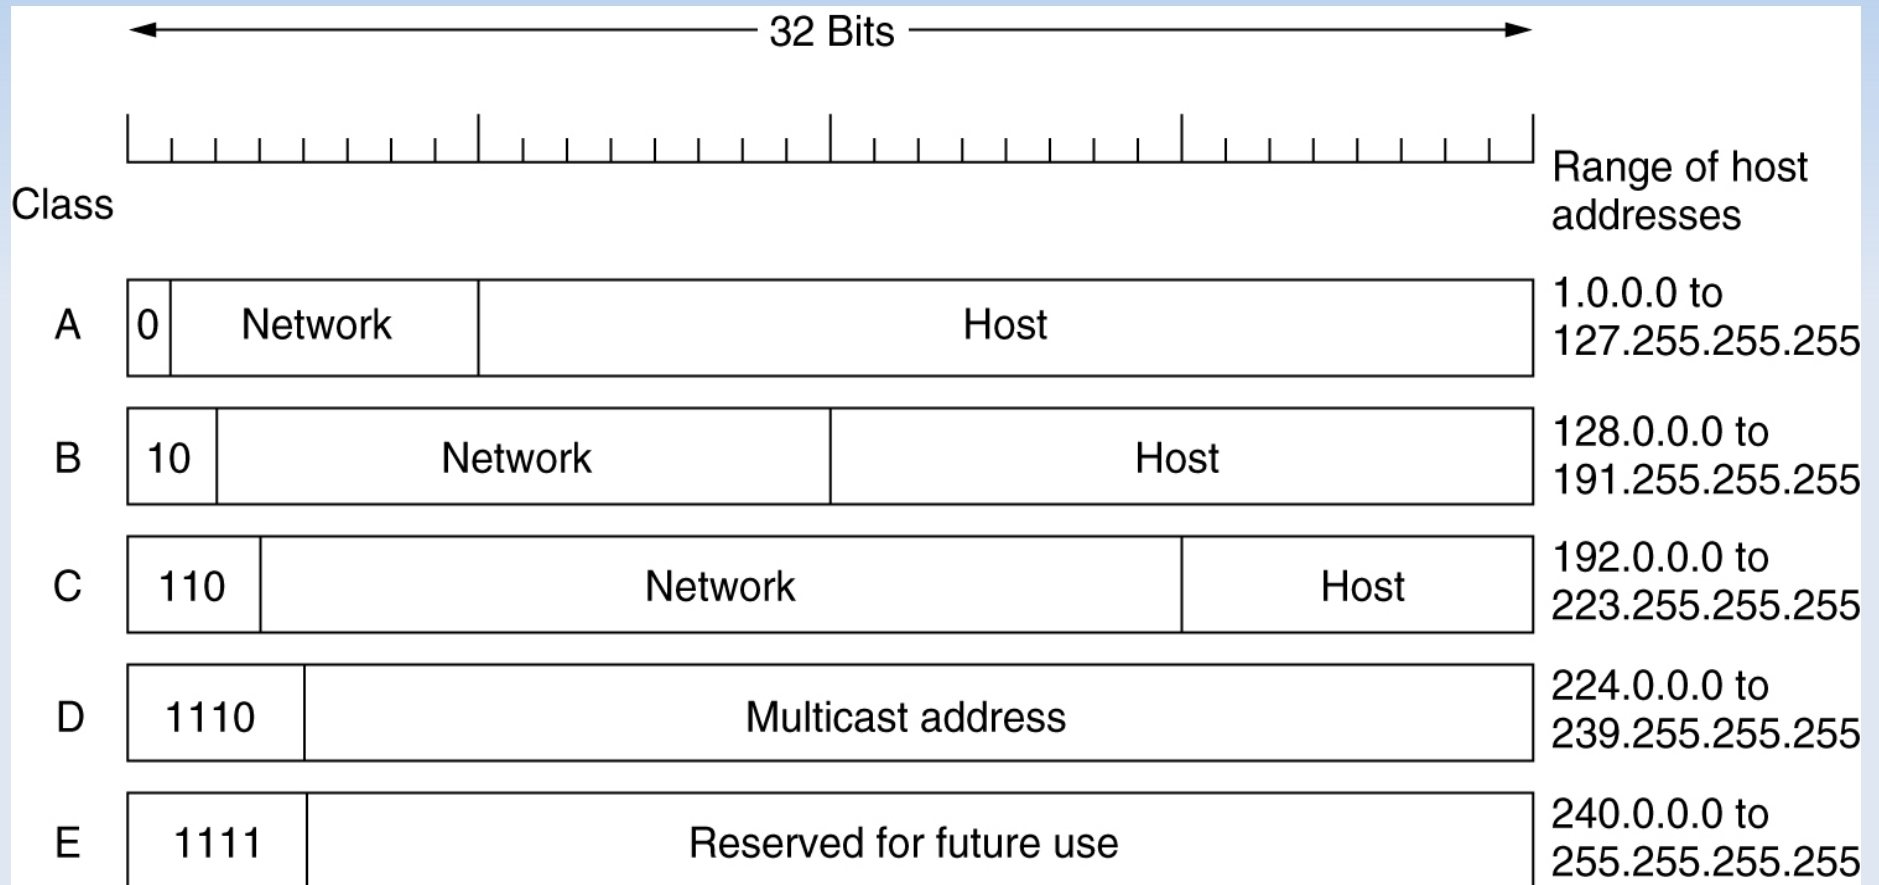 32 Bits
Range of host
addresses
Class
A
0
Network
Host
1.0.0.0 to
127.255.255.255
B
10
Network
Host
128.0.0.0 to
191.255.255.255
C
110
Network
Host
192.0.0.0 to
223.255.255.255
D
1110
Multicast address
224.0.0.0 to
239.255.255.255
E
1111
Reserved for future use
240.0.0.0 to
255.255.255.255